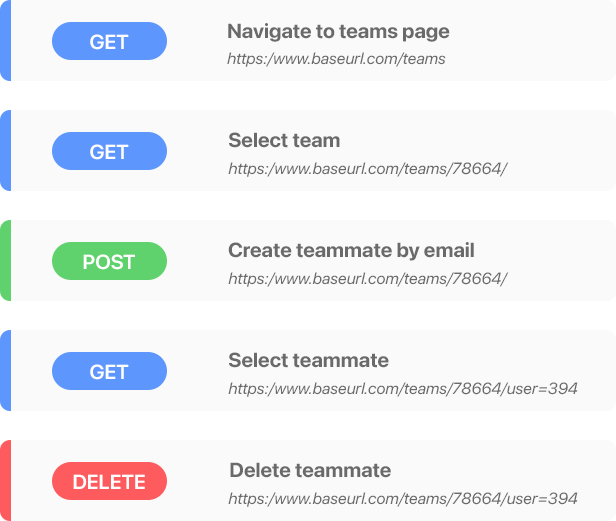 GET
Navigate to teams page
https:/www.baseurl.com/teams
GET
Select team
https:/www.baseurl.com/teams/78664/
POST
Create teammate by email
https:/www.baseurl.com/teams/78664/
GET
Select teammate
https:/www.baseurl.com/teams/78664/user=394
DELETE
Delete teammate
https:/www.baseurl.com/teams/78664/user=394